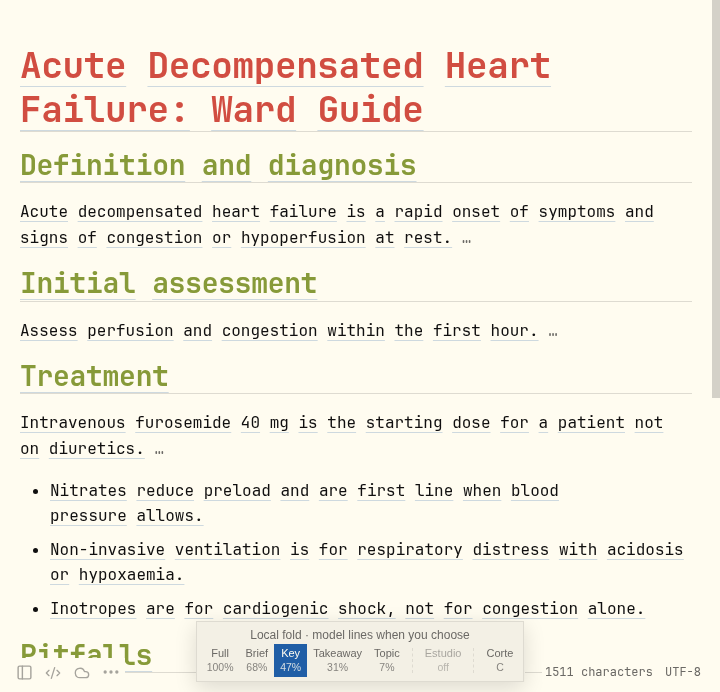 Acute Decompensated Heart
Failure: Ward Guide
Definition and diagnosis
Acute decompensated heart failure is a rapid onset of symptoms and
signs of congestion or hypoperfusion at rest. …
Initial assessment
Assess perfusion and congestion within the first hour. …
Treatment
Intravenous furosemide 40 mg is the starting dose for a patient not
on diuretics. …
Nitrates reduce preload and are first line when blood
pressure allows.
Non-invasive ventilation is for respiratory distress with acidosis
or hypoxaemia.
Inotropes are for cardiogenic shock, not for congestion alone.
Pitfalls
Local fold · model lines when you choose
Full Brief Key Takeaway Topic Estudio Corte
100% 68% 47% 31% 7% off C
1511 characters UTF-8